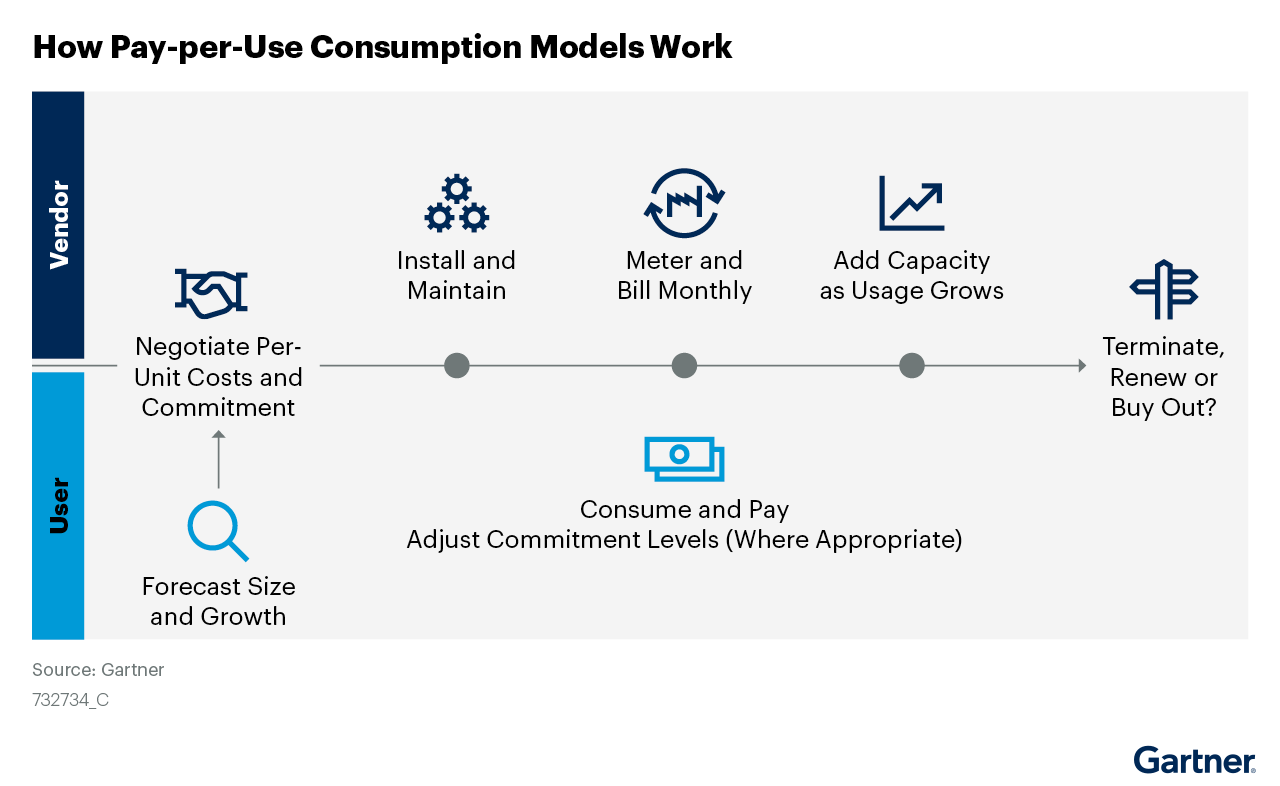 How Pay-per-Use Consumption Models Work
Vendor
Install and
Maintain
Meter and
Bill Monthly
Add Capacity
as Usage Grows
Negotiate Per-
Unit Costs and
Commitment
Terminate,
Renew or
Buy Out?
User
Consume and Pay
Adjust Commitment Levels (Where Appropriate)
Forecast Size
and Growth
Source: Gartner
732734_C
Gartner®